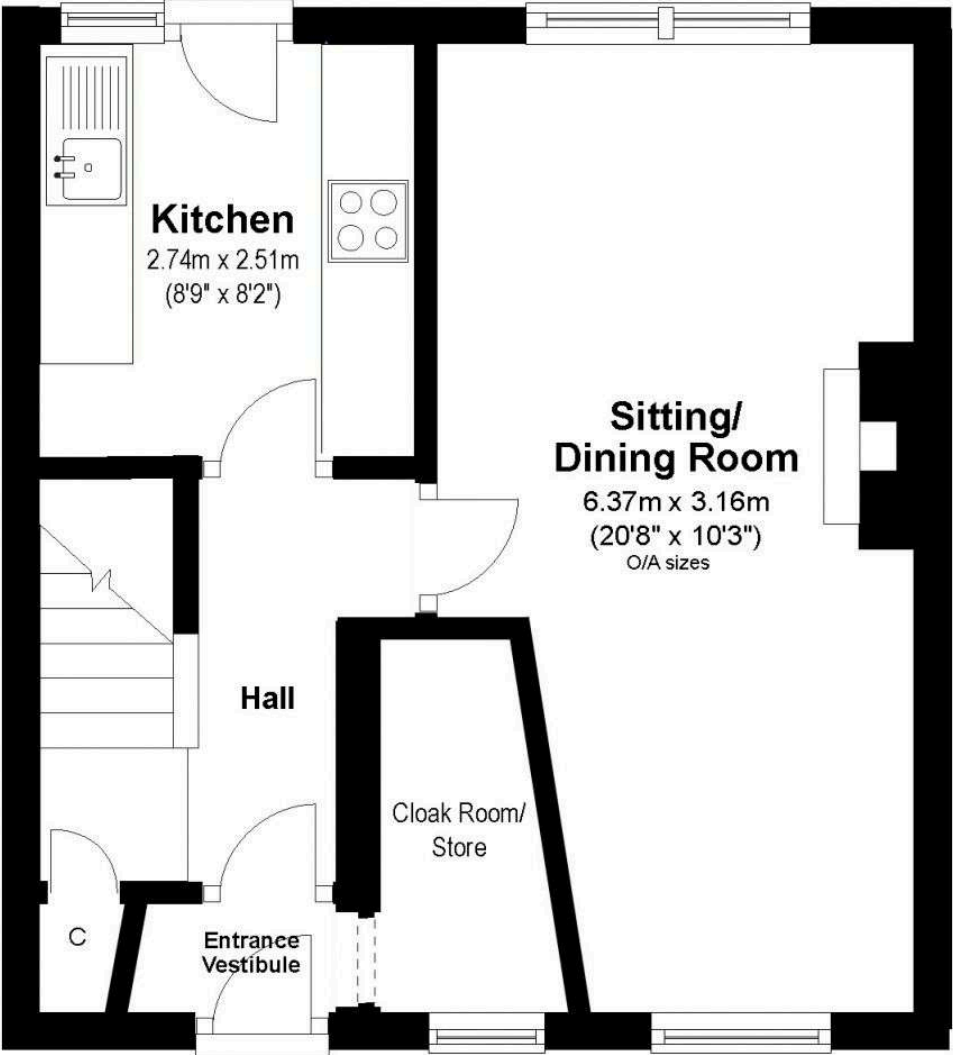 Kitchen
2.74m x 2.51m
(8'9" x 8'2")
Sitting/
Dining Room
6.37m x 3.16m
(20'8" x 10'3")
O/A sizes
Hall
Cloak Room/
Store
C
Entrance
Vestibule